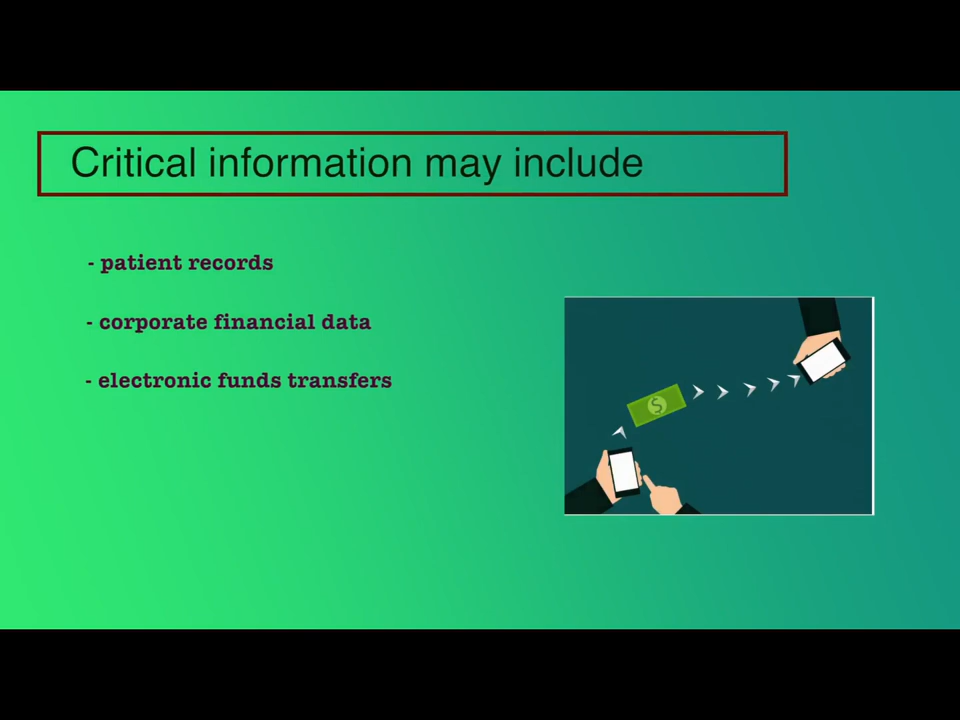 Critical information may include
- patient records
- corporate financial data
- electronic funds transfers
$